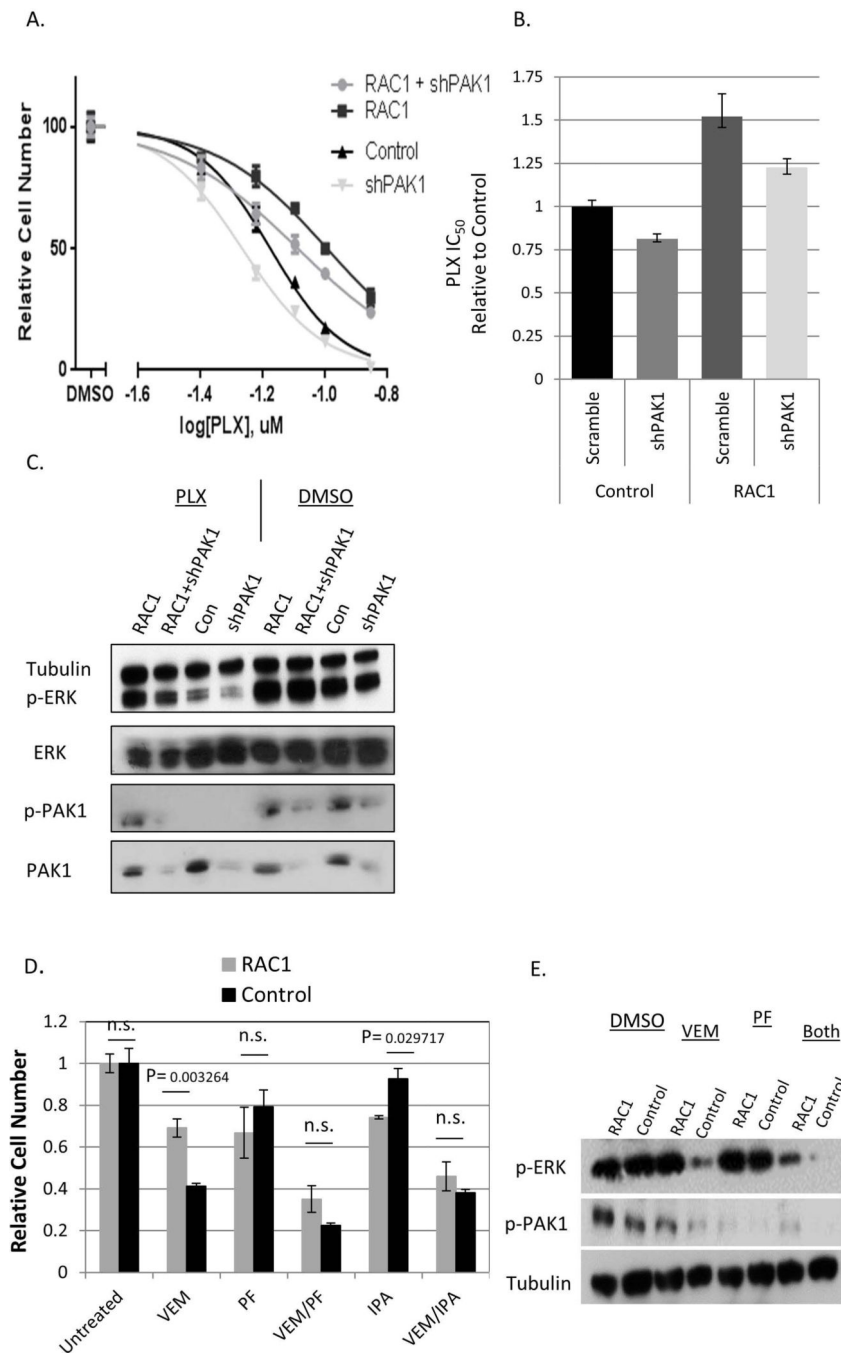 A.
Relative Cell Number
100
50
0
RAC1 + shPAK1
RAC1
Control
shPAK1
DMSO -1.6 -1.4 -1.2 -1.0 -0.8
log[PLX], uM
B.
PLX IC50
Relative to Control
1.75
1.5
1.25
1
0.75
0.5
0.25
0
Scramble
shPAK1
Scramble
shPAK1
Control RAC1
C.
PLX DMSO
RAC1 RAC1+shPAK1 Con shPAK1 RAC1 RAC1+shPAK1 Con shPAK1
Tubulin
p-ERK
ERK
p-PAK1
PAK1
D.
RAC1
Control
Relative Cell Number
1.2
1
0.8
0.6
0.4
0.2
0
n.s.
P= 0.003264
n.s.
n.s.
P= 0.029717
n.s.
Untreated VEM PF VEM/PF IPA VEM/IPA
E.
DMSO VEM PF Both
RAC1 Control RAC1 Control RAC1 Control RAC1 Control
p-ERK
p-PAK1
Tubulin